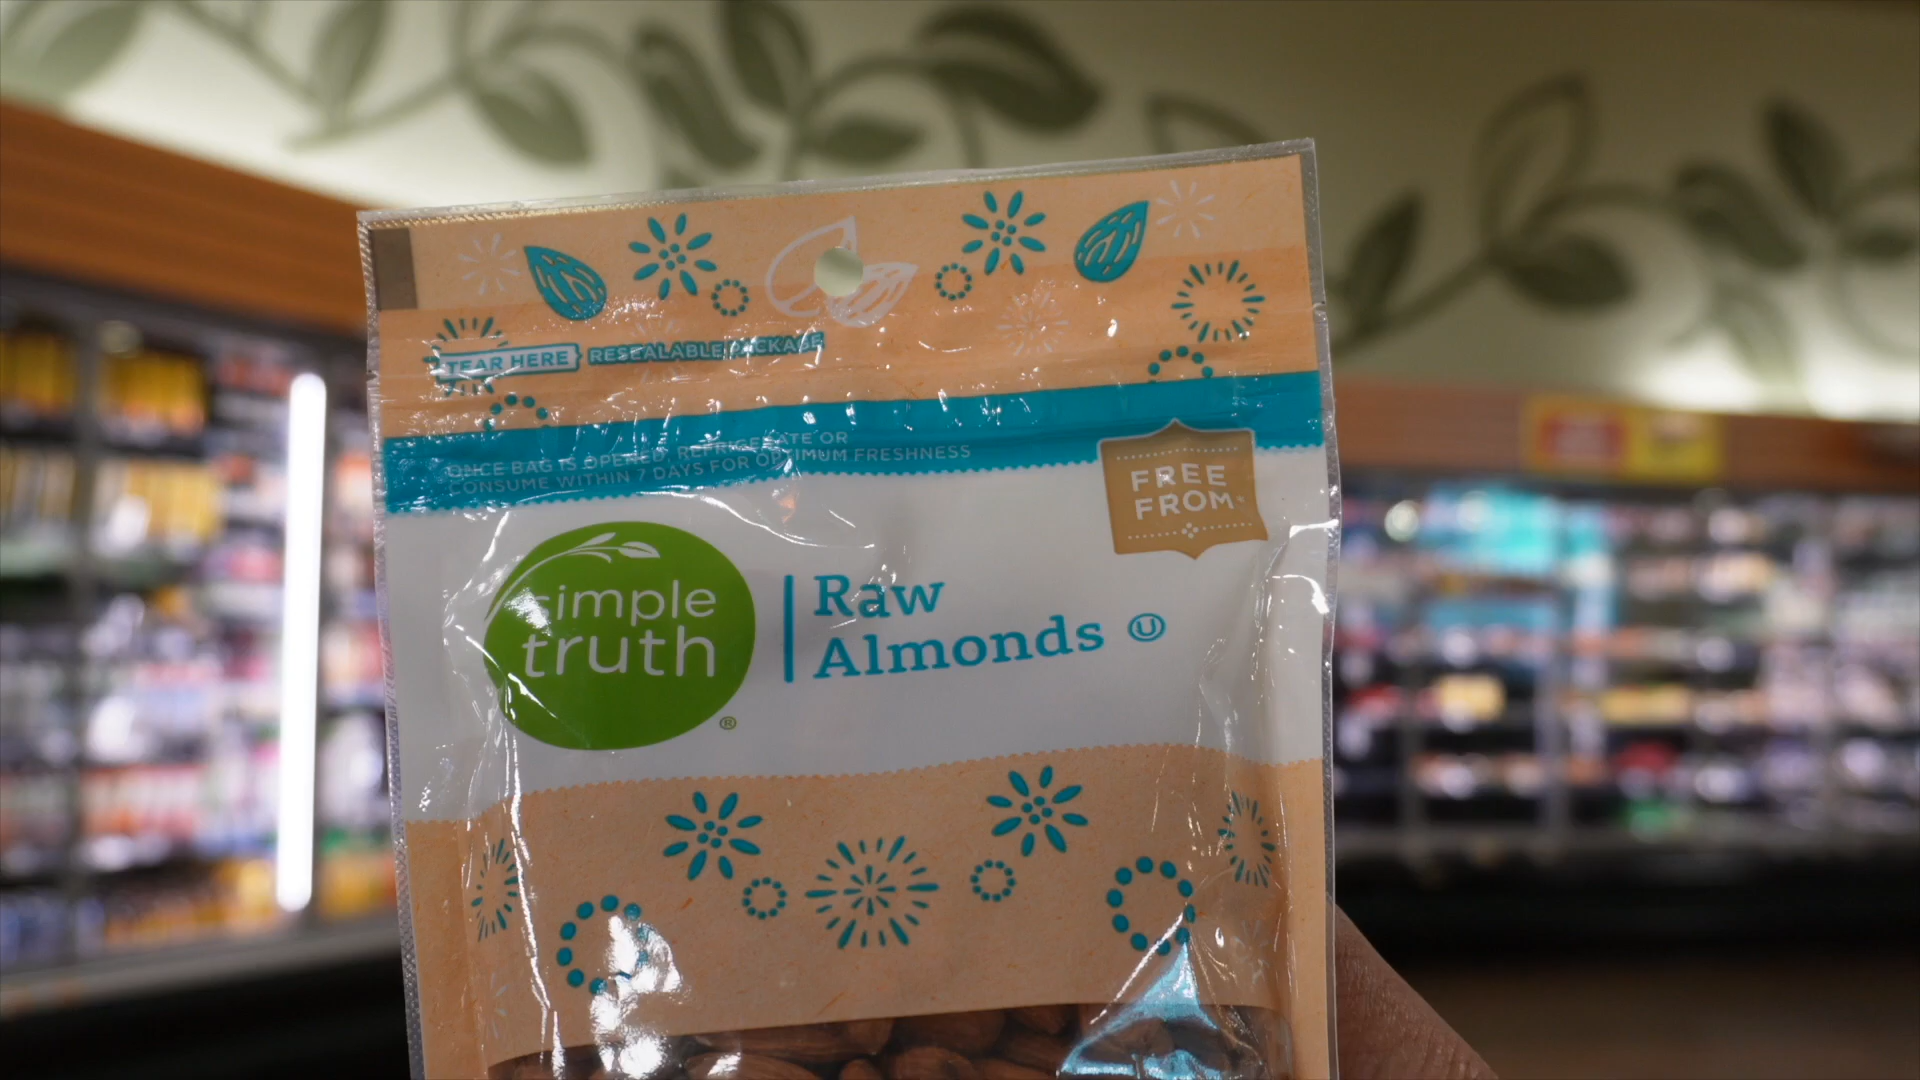 TEAR HERE RESEALABLE PACKAGE
ONCE BAG IS OPENED, REFRIGERATE OR
CONSUME WITHIN 7 DAYS FOR OPTIMUM FRESHNESS
FREE
FROM
simple
truth
®
Raw
Almonds Ⓤ